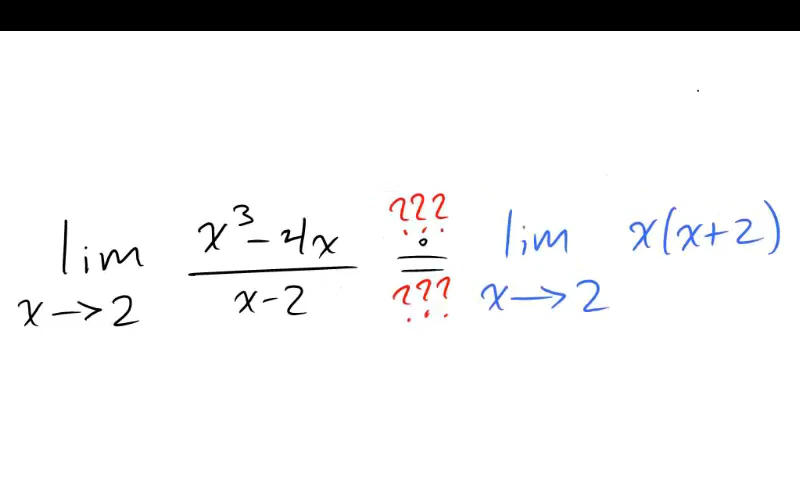 lim x→2 (x³-4x)/(x-2) ??? ≐ ??? lim x→2 x(x+2)